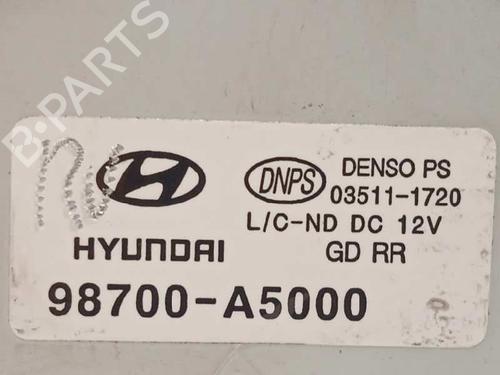 B-PARTS
DNPS
DENSO PS
03511-1720
L/C-ND DC 12V
HYUNDAI
GD RR
98700-A5000